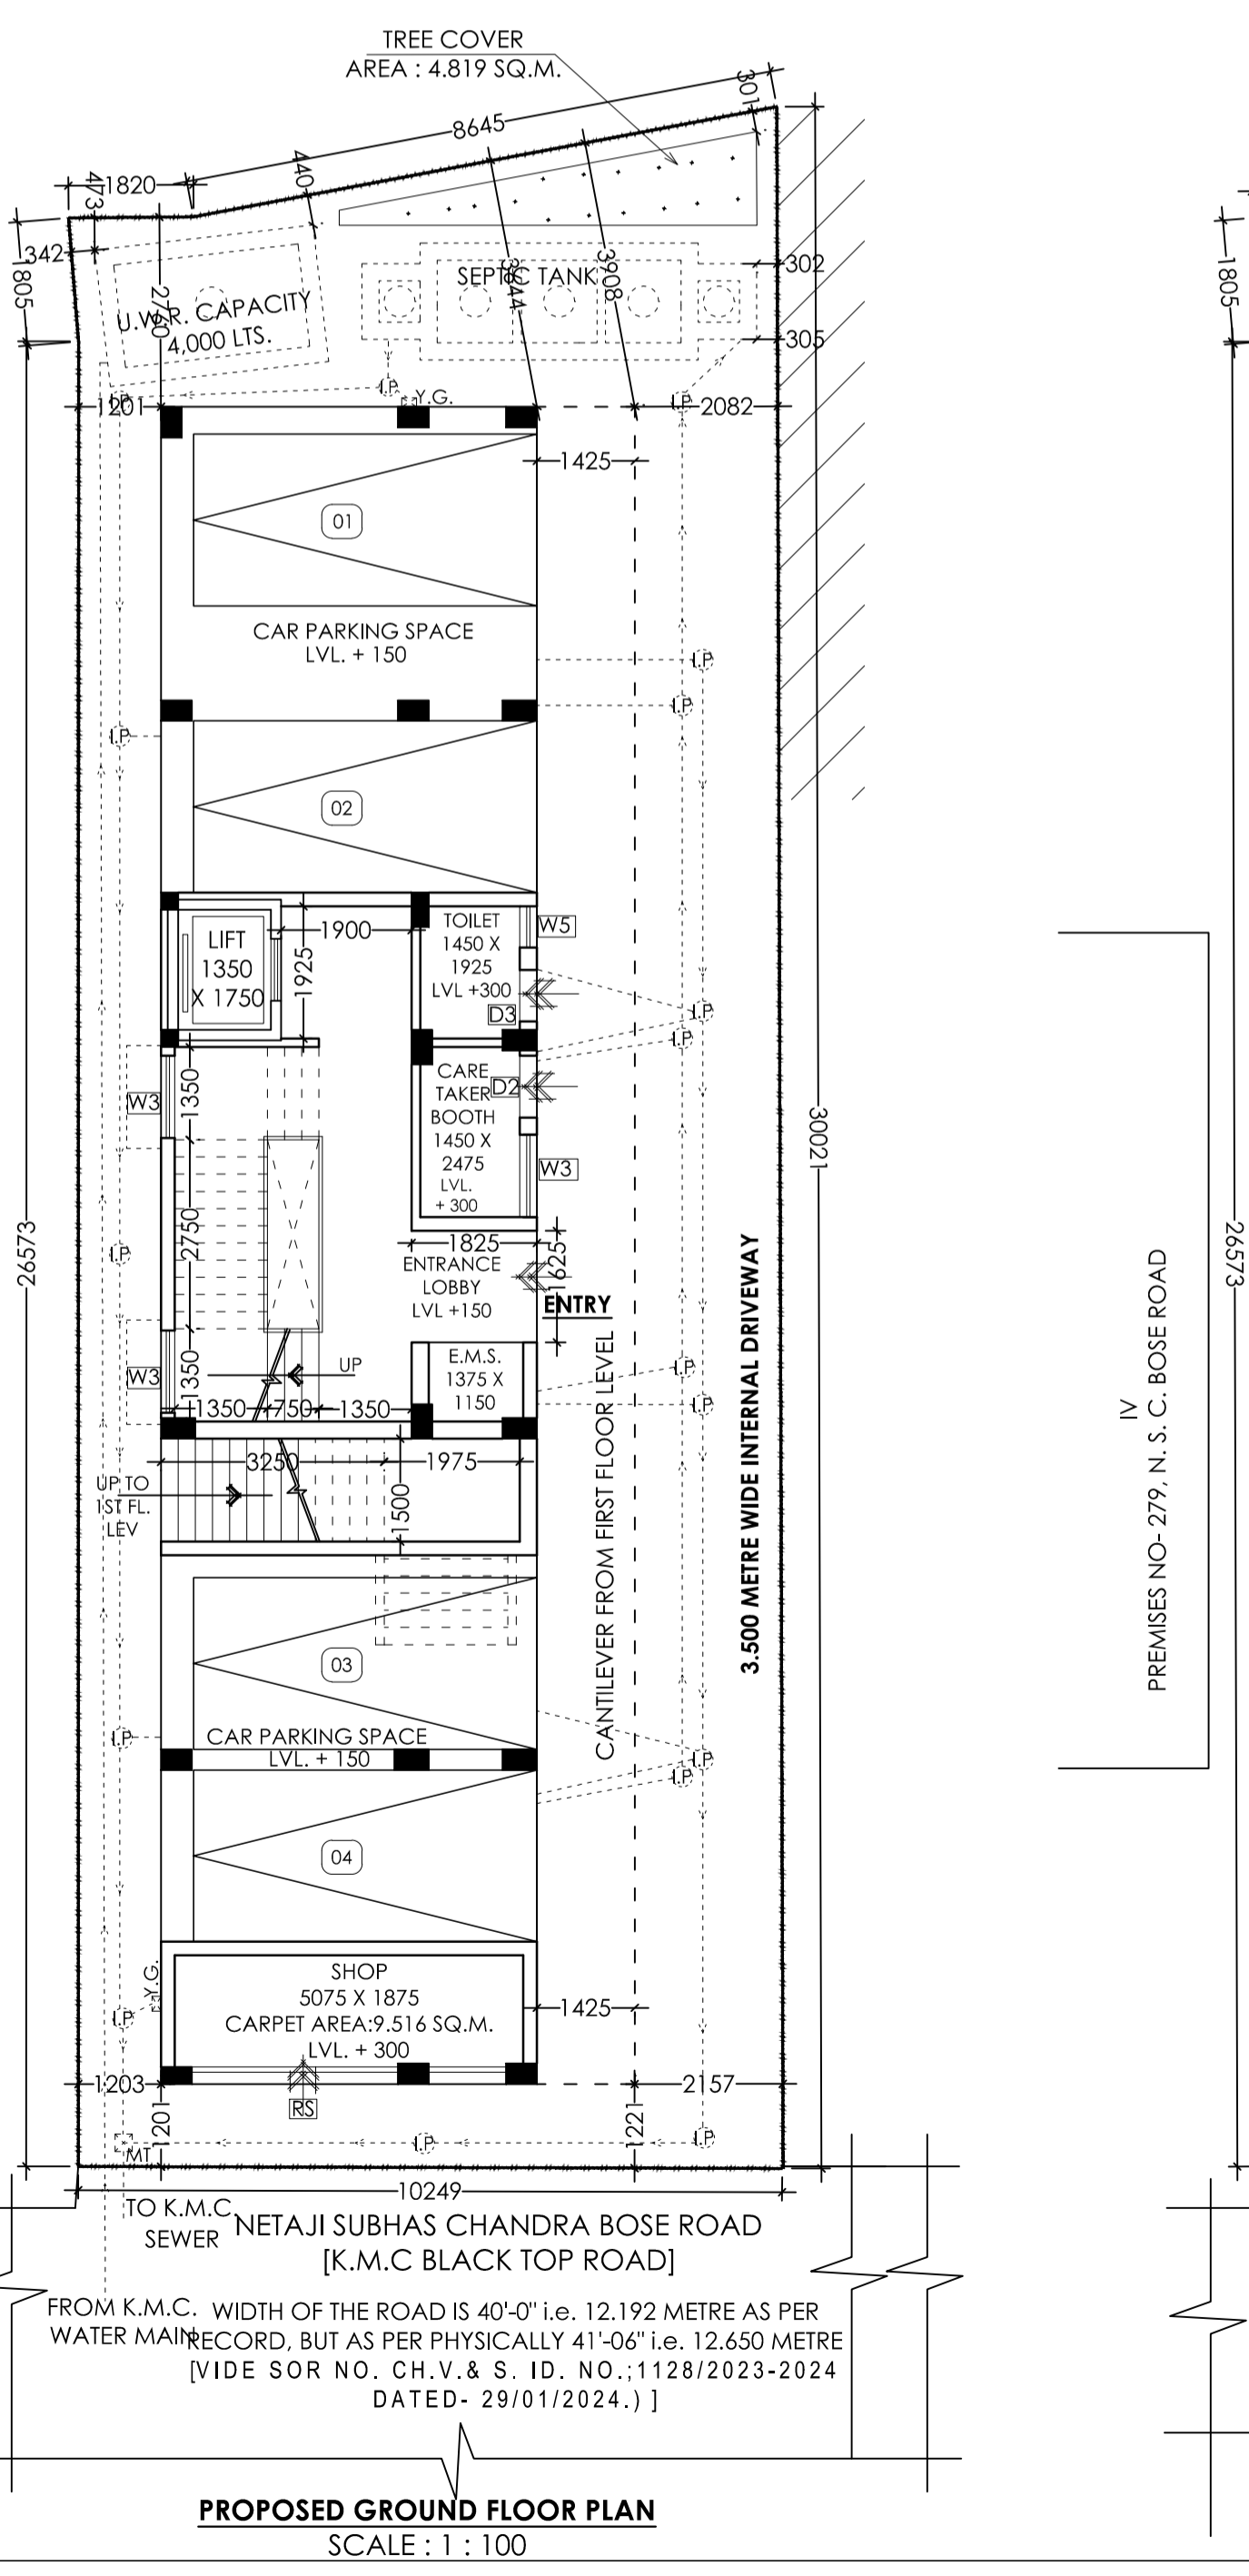 TREE COVER
AREA : 4.819 SQ.M.
301
8645
440
473
1820
342
1805
2770
U.W.R. CAPACITY
4,000 LTS.
SEPTIC TANK
3644
3908
302
305
1805
I.P
I.P
Y.G.
I.P
1201
2082
1425
01
CAR PARKING SPACE
LVL. + 150
I.P
I.P
I.P
02
LIFT
1350
X 1750
1900
1925
TOILET
1450 X
1925
LVL +300
W5
D3
I.P
I.P
CARE
TAKER
BOOTH
1450 X
2475
LVL.
+ 300
D2
W3
1350
W3
30021
26573
2750
I.P
1825
1625
ENTRANCE
LOBBY
LVL +150
ENTRY
26573
3.500 METRE WIDE INTERNAL DRIVEWAY
CANTILEVER FROM FIRST FLOOR LEVEL
IV
PREMISES NO- 279, N. S. C. BOSE ROAD
W3
1350
UP
E.M.S.
1375 X
1150
I.P
I.P
1350
750
1350
3250
1975
1500
UP TO
1ST FL.
LEV
03
I.P
CAR PARKING SPACE
LVL. + 150
I.P
I.P
04
Y.G.
I.P
SHOP
5075 X 1875
CARPET AREA:9.516 SQ.M.
LVL. + 300
1425
1203
2157
RS
1201
1221
MT
I.P
I.P
10249
TO K.M.C.
SEWER
NETAJI SUBHAS CHANDRA BOSE ROAD
[K.M.C BLACK TOP ROAD]
FROM K.M.C.
WATER MAIN
WIDTH OF THE ROAD IS 40'-0" i.e. 12.192 METRE AS PER
RECORD, BUT AS PER PHYSICALLY 41'-06" i.e. 12.650 METRE
[VIDE SOR NO. CH.V.& S. ID. NO.;1128/2023-2024
DATED- 29/01/2024.) ]
PROPOSED GROUND FLOOR PLAN
SCALE : 1 : 100